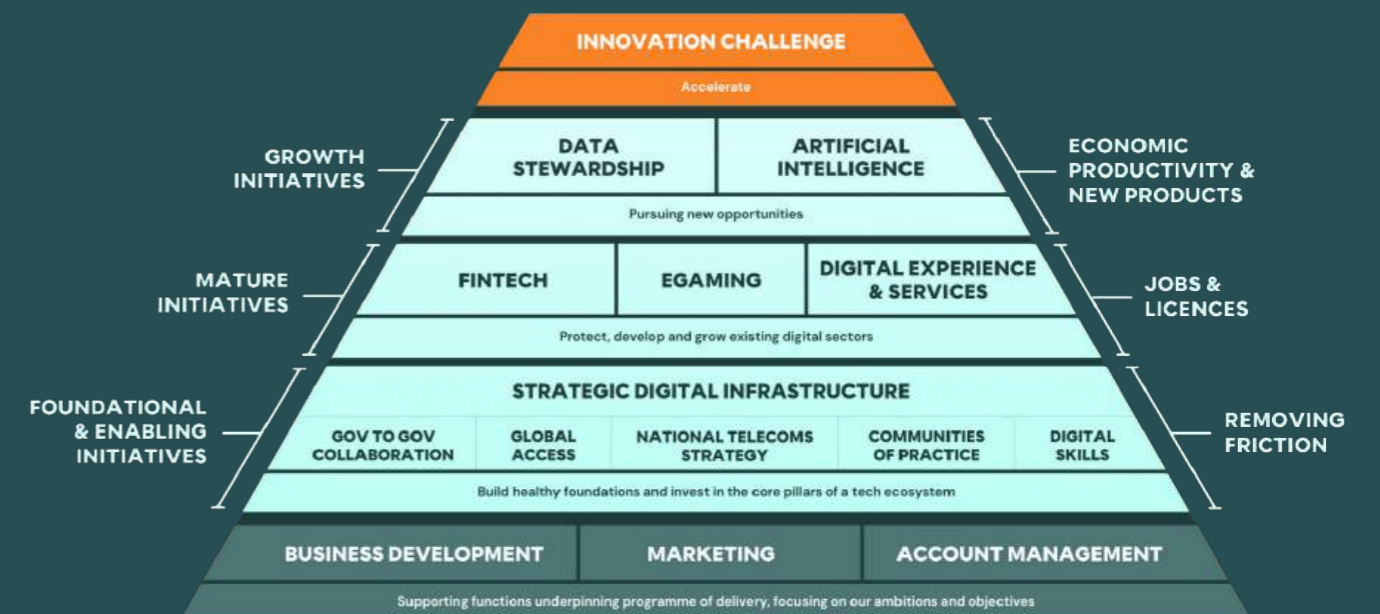 INNOVATION CHALLENGE
Accelerate
GROWTH
INITIATIVES
DATA
STEWARDSHIP
ARTIFICIAL
INTELLIGENCE
ECONOMIC
PRODUCTIVITY &
NEW PRODUCTS
Pursuing new opportunities
MATURE
INITIATIVES
FINTECH
EGAMING
DIGITAL EXPERIENCE
& SERVICES
JOBS &
LICENCES
Protect, develop and grow existing digital sectors
FOUNDATIONAL
& ENABLING
INITIATIVES
STRATEGIC DIGITAL INFRASTRUCTURE
GOV TO GOV
COLLABORATION
GLOBAL
ACCESS
NATIONAL TELECOMS
STRATEGY
COMMUNITIES
OF PRACTICE
DIGITAL
SKILLS
REMOVING
FRICTION
Build healthy foundations and invest in the core pillars of a tech ecosystem
BUSINESS DEVELOPMENT
MARKETING
ACCOUNT MANAGEMENT
Supporting functions underpinning programme of delivery, focusing on our ambitions and objectives